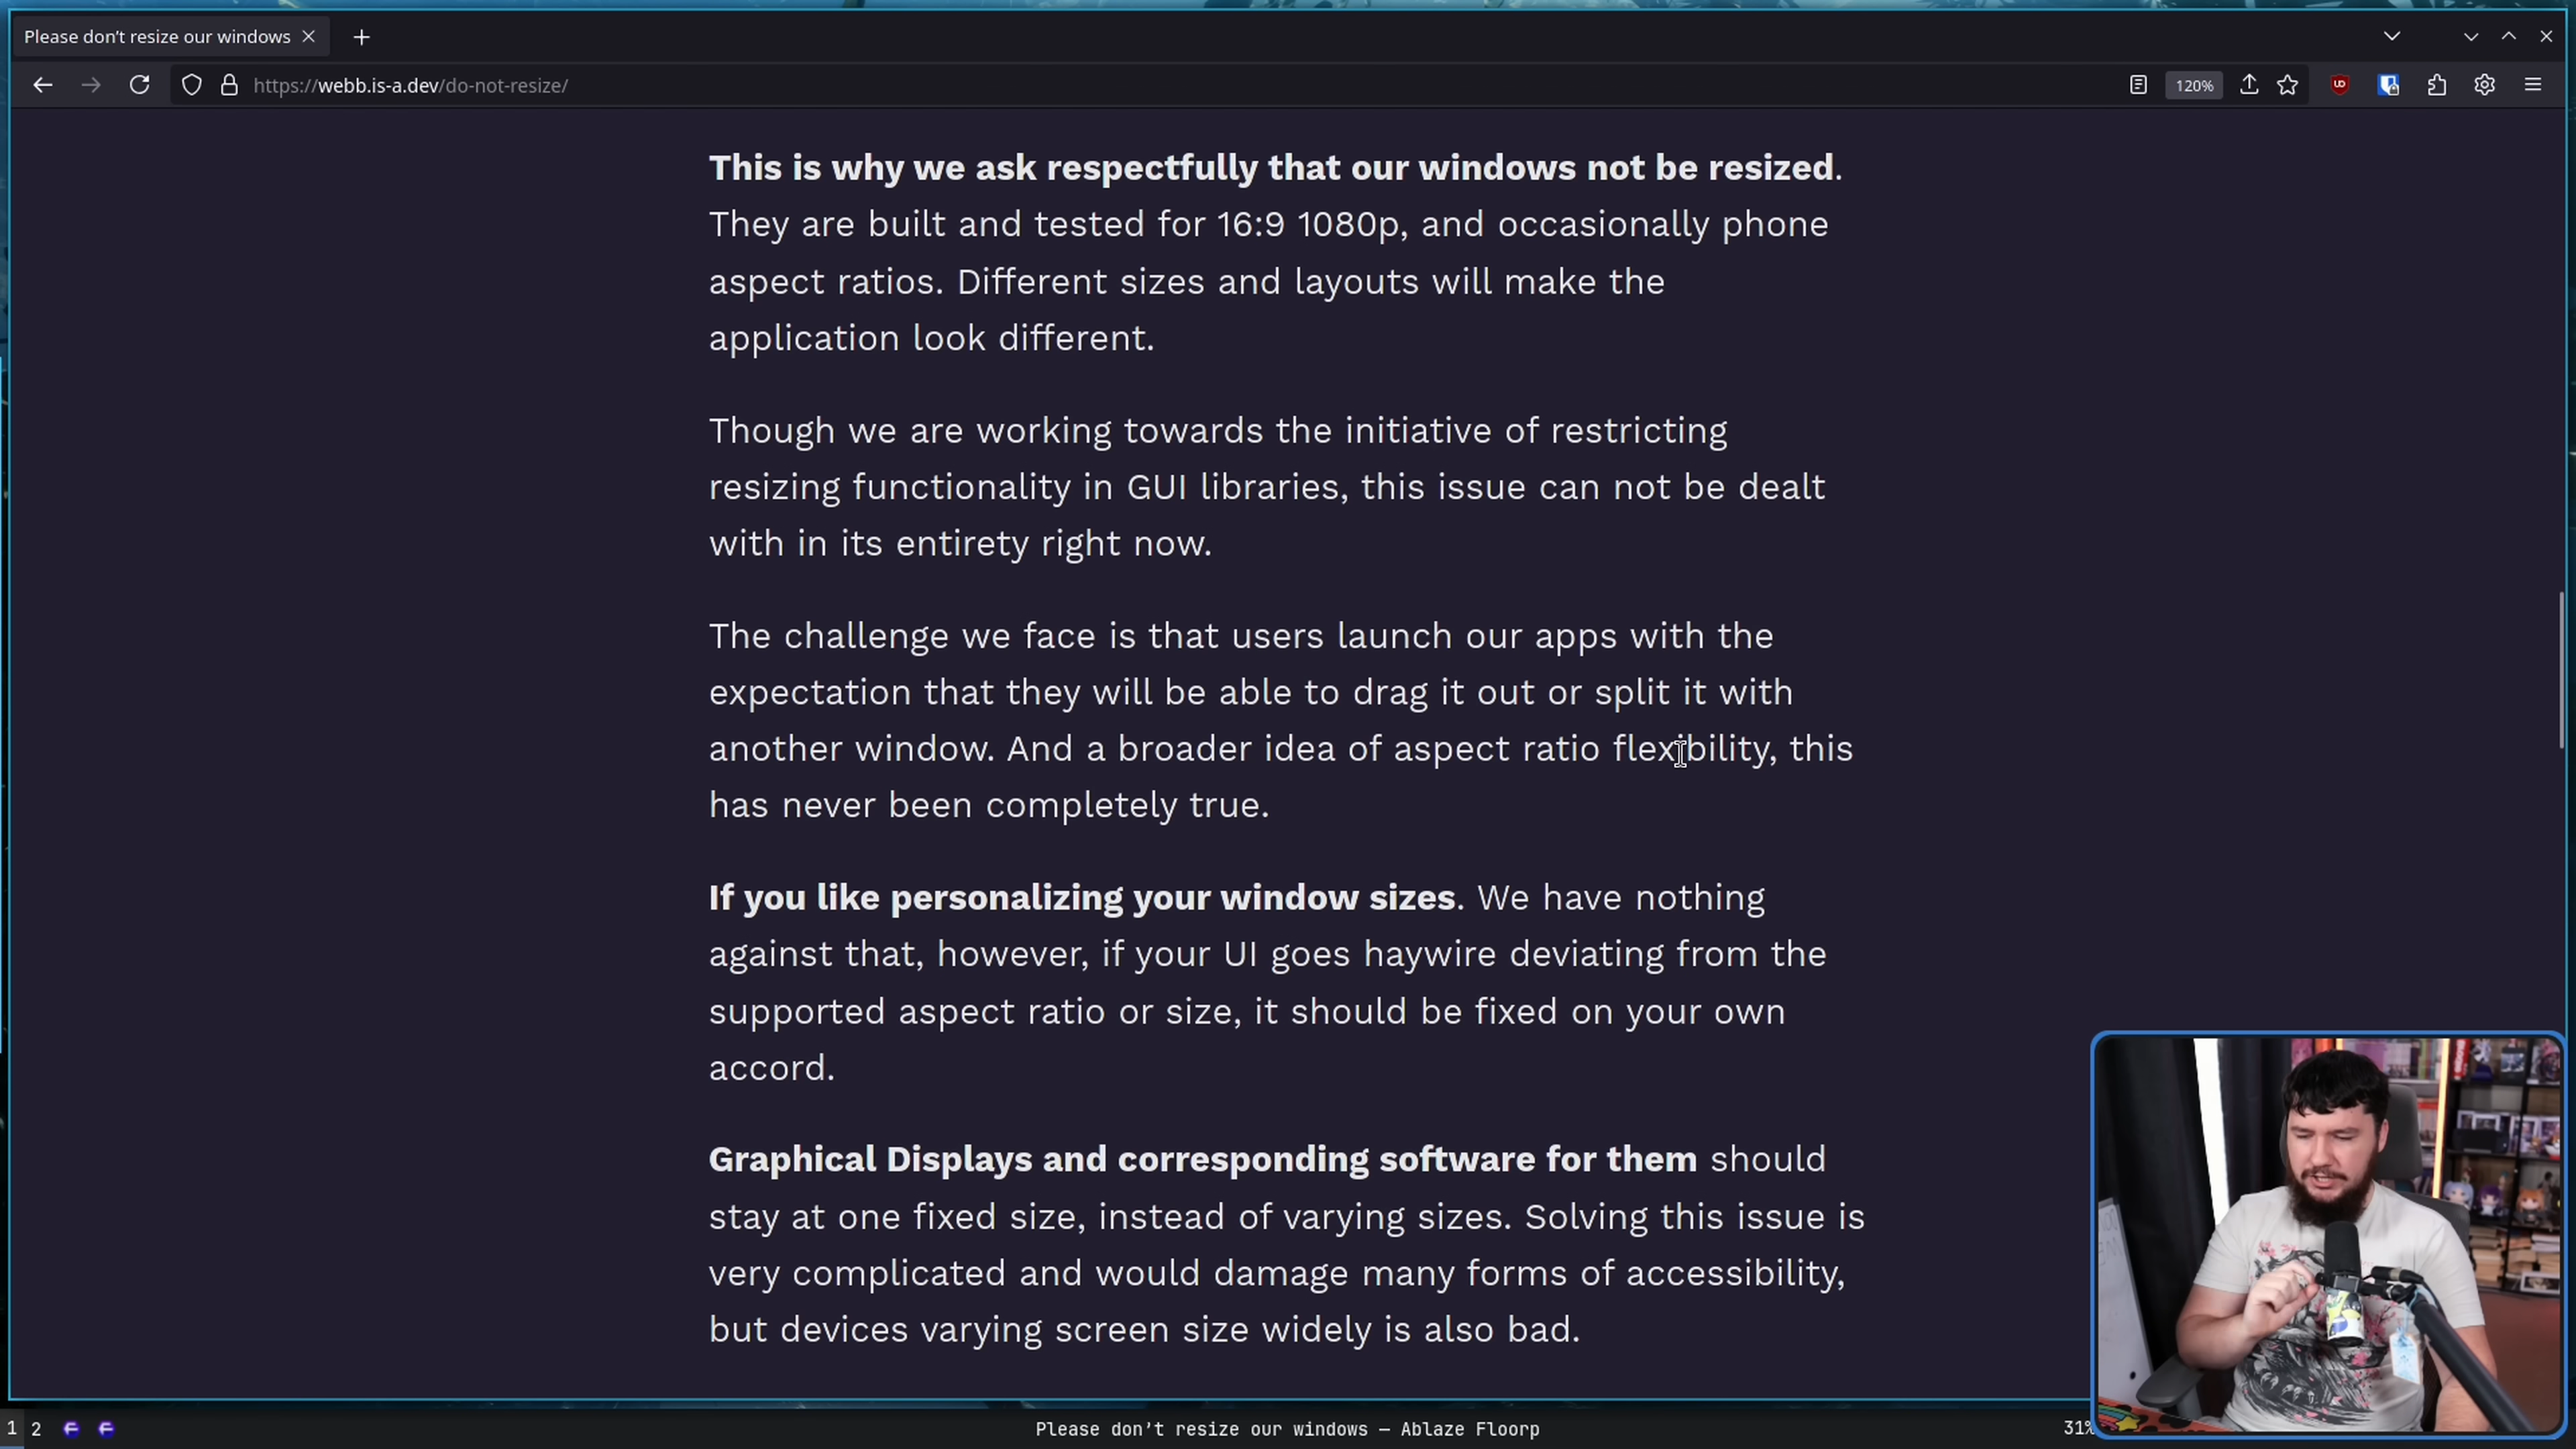 Please don't resize our windows
https://webb.is-a.dev/do-not-resize/
120%
This is why we ask respectfully that our windows not be resized.
They are built and tested for 16:9 1080p, and occasionally phone
aspect ratios. Different sizes and layouts will make the
application look different.
Though we are working towards the initiative of restricting
resizing functionality in GUI libraries, this issue can not be dealt
with in its entirety right now.
The challenge we face is that users launch our apps with the
expectation that they will be able to drag it out or split it with
another window. And a broader idea of aspect ratio flexibility, this
has never been completely true.
If you like personalizing your window sizes. We have nothing
against that, however, if your UI goes haywire deviating from the
supported aspect ratio or size, it should be fixed on your own
accord.
Graphical Displays and corresponding software for them should
stay at one fixed size, instead of varying sizes. Solving this issue is
very complicated and would damage many forms of accessibility,
but devices varying screen size widely is also bad.
1 2
Please don't resize our windows — Ablaze Floorp
31%